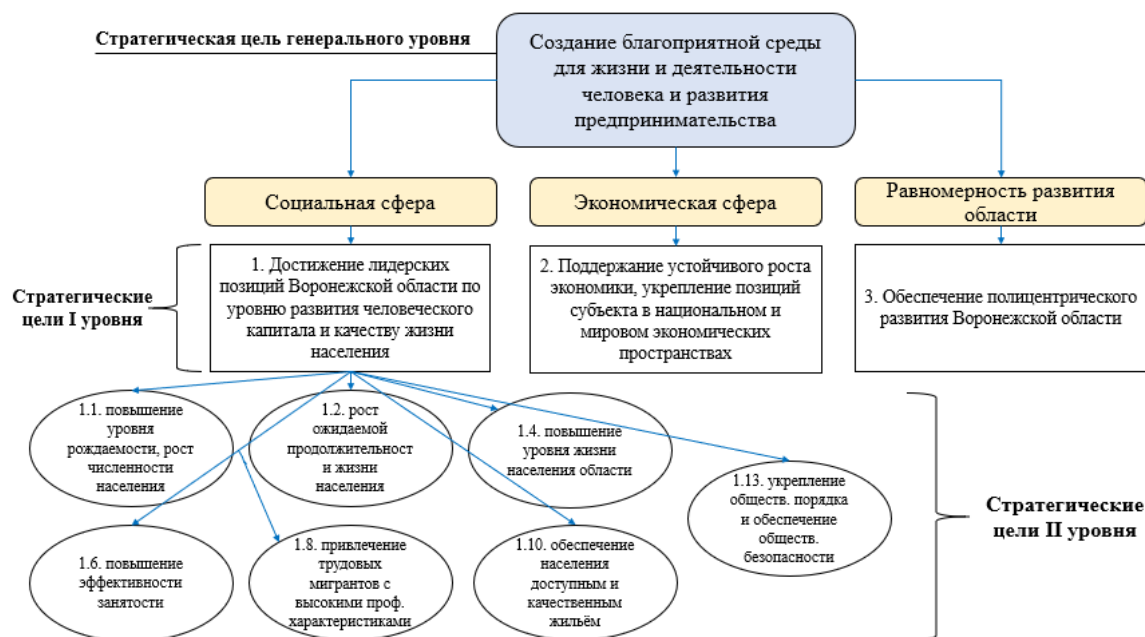 Стратегическая цель генерального уровня
Создание благоприятной среды
для жизни и деятельности
человека и развития
предпринимательства
Социальная сфера
Экономическая сфера
Равномерность развития
области
Стратегические
цели I уровня
1. Достижение лидерских
позиций Воронежской области по
уровню развития человеческого
капитала и качеству жизни
населения
2. Поддержание устойчивого роста
экономики, укрепление позиций
субъекта в национальном и
мировом экономических
пространствах
3. Обеспечение полицентрического
развития Воронежской области
1.1. повышение
уровня
рождаемости, рост
численности
населения
1.2. рост
ожидаемой
продолжительност
и жизни
населения
1.4. повышение
уровня жизни
населения области
1.13. укрепление
обществ. порядка
и обеспечение
обществ.
безопасности
Стратегические
цели II уровня
1.6. повышение
эффективности
занятости
1.8. привлечение
трудовых
мигрантов с
высокими проф.
характеристиками
1.10. обеспечение
населения
доступным и
качественным
жильём